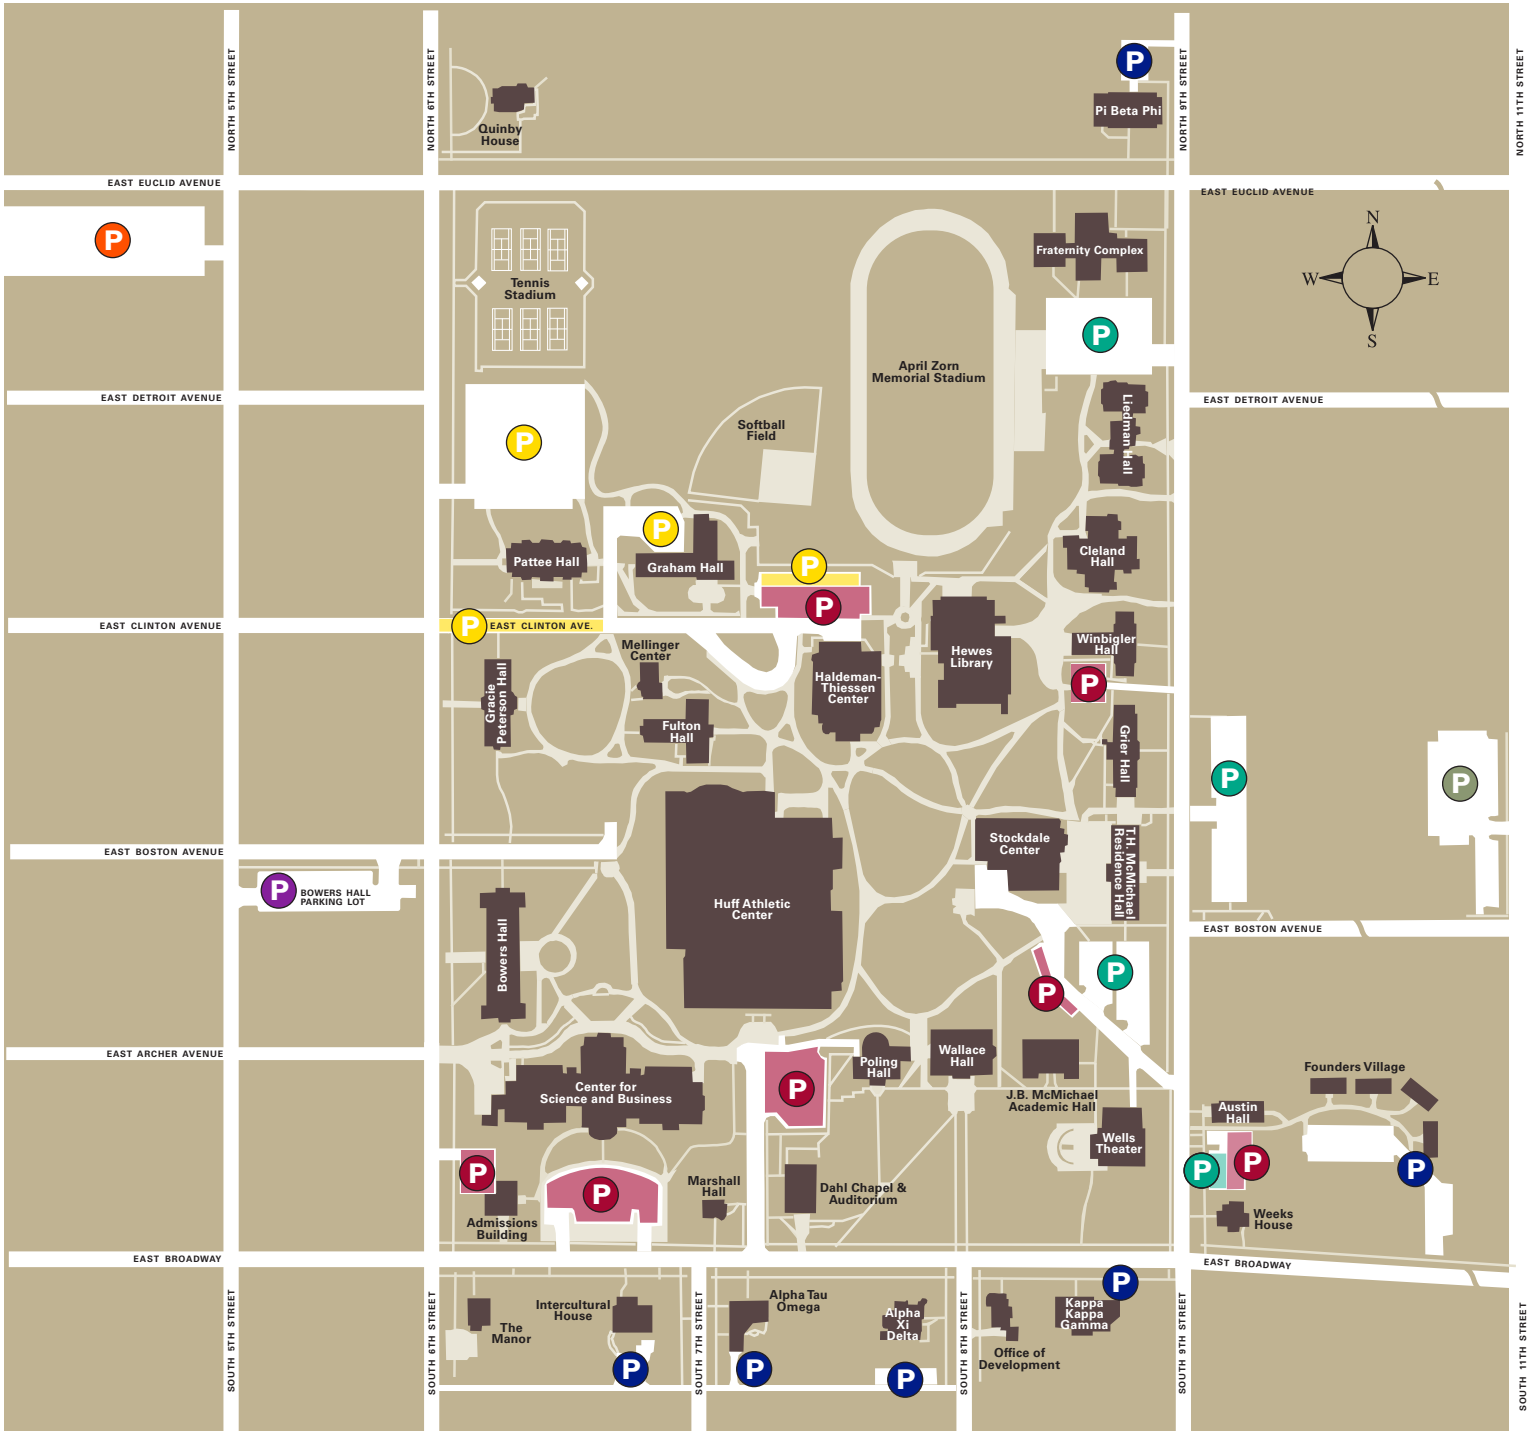 NORTH 5TH STREET
NORTH 6TH STREET
NORTH 9TH STREET
NORTH 11TH STREET
P
Pi Beta Phi
Quinby
House
EAST EUCLID AVENUE
EAST EUCLID AVENUE
P
Fraternity Complex
N
W
E
S
Tennis
Stadium
P
April Zorn
Memorial Stadium
EAST DETROIT AVENUE
EAST DETROIT AVENUE
Liedman Hall
P
Softball
Field
P
Pattee Hall
Graham Hall
P
P
Cleland
Hall
EAST CLINTON AVENUE
P
EAST CLINTON AVE.
Mellinger
Center
Gracie
Peterson Hall
Fulton
Hall
Haldeman-
Thiessen
Center
Hewes
Library
Winbigler
Hall
P
Grier Hall
P
P
Stockdale
Center
T.H. McMichael
Residence Hall
EAST BOSTON AVENUE
P
BOWERS HALL
PARKING LOT
Huff Athletic
Center
Bowers Hall
EAST BOSTON AVENUE
P
P
EAST ARCHER AVENUE
Center for
Science and Business
P
Poling
Hall
Wallace
Hall
J.B. McMichael
Academic Hall
Wells
Theater
Founders Village
Austin
Hall
P
P
P
P
Admissions
Building
P
Marshall
Hall
Dahl Chapel &
Auditorium
Weeks
House
EAST BROADWAY
EAST BROADWAY
The
Manor
Intercultural
House
P
Alpha Tau
Omega
P
Alpha
Xi
Delta
P
Office of
Development
Kappa
Kappa
Gamma
P
SOUTH 5TH STREET
SOUTH 6TH STREET
SOUTH 7TH STREET
SOUTH 8TH STREET
SOUTH 9TH STREET
SOUTH 11TH STREET